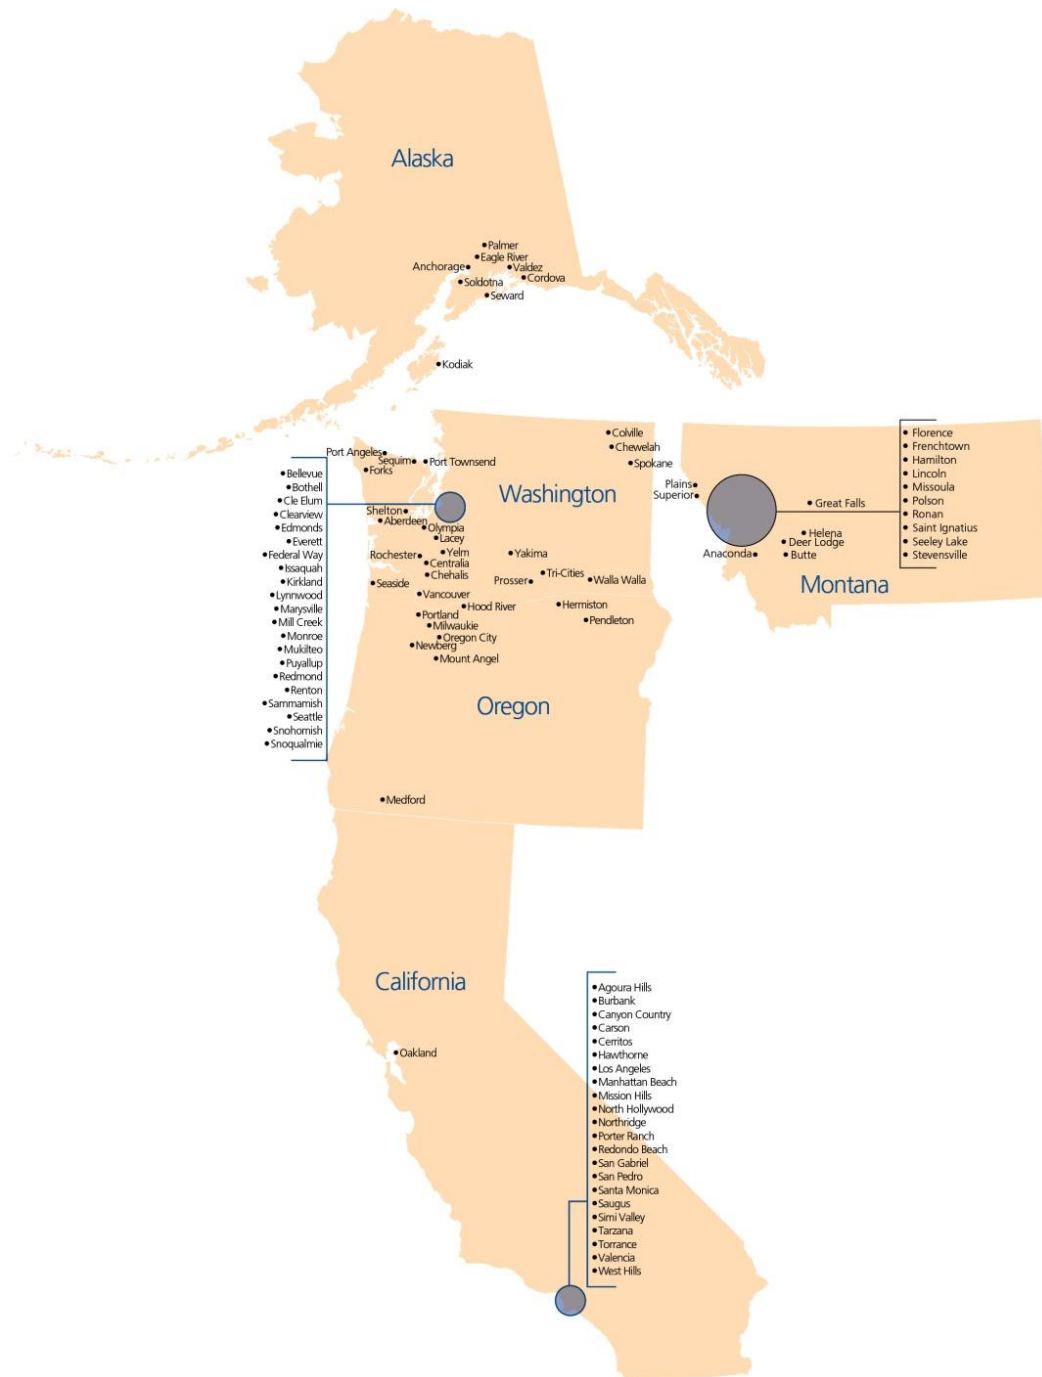 Alaska
Palmer
Eagle River
Anchorage
Valdez
Cordova
Soldotna
Seward
Kodiak
Colville
Chewelah
Spokane
Port Angeles
Sequim
Port Townsend
Forks
Washington
Shelton
Aberdeen
Olympia
Lacey
Yelm
Rochester
Centralia
Chehalis
Yakima
Tri-Cities
Prosser
Walla Walla
Seaside
Vancouver
Hood River
Hermiston
Portland
Pendleton
Milwaukie
Oregon City
Newberg
Mount Angel
Oregon
Medford
Bellevue
Bothell
Cle Elum
Clearview
Edmonds
Everett
Federal Way
Issaquah
Kirkland
Lynnwood
Marysville
Mill Creek
Monroe
Mukilteo
Puyallup
Redmond
Renton
Sammamish
Seattle
Snohomish
Snoqualmie
Plains
Superior
Great Falls
Helena
Deer Lodge
Anaconda
Butte
Montana
Florence
Frenchtown
Hamilton
Lincoln
Missoula
Polson
Ronan
Saint Ignatius
Seeley Lake
Stevensville
California
Oakland
Agoura Hills
Burbank
Canyon Country
Carson
Cerritos
Hawthorne
Los Angeles
Manhattan Beach
Mission Hills
North Hollywood
Northridge
Porter Ranch
Redondo Beach
San Gabriel
San Pedro
Santa Monica
Saugus
Simi Valley
Tarzana
Torrance
Valencia
West Hills